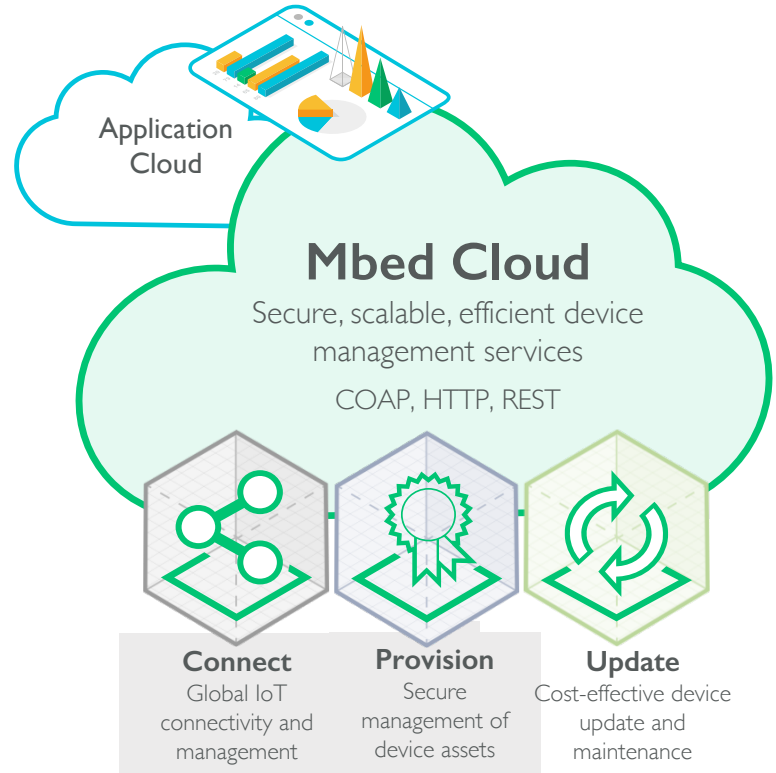 Application
Cloud
Mbed Cloud
Secure, scalable, efficient device
management services
COAP, HTTP, REST
Connect
Global IoT
connectivity and
management
Provision
Secure
management of
device assets
Update
Cost-effective device
update and
maintenance